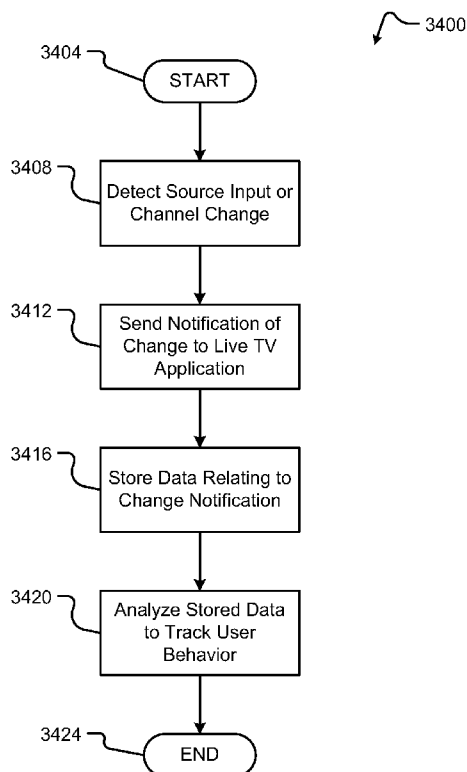 3400
3404
START
3408
Detect Source Input or
Channel Change
3412
Send Notification of
Change to Live TV
Application
3416
Store Data Relating to
Change Notification
3420
Analyze Stored Data
to Track User
Behavior
3424
END